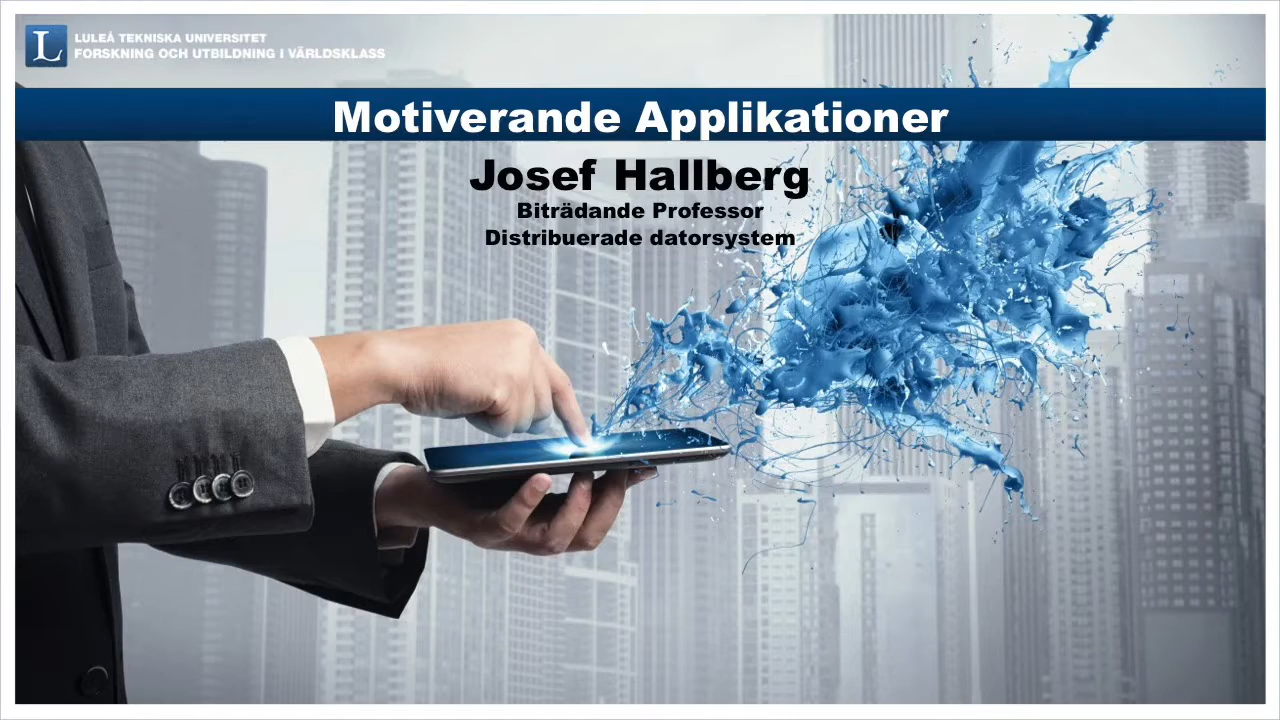 L
LULEÅ TEKNISKA UNIVERSITET
FORSKNING OCH UTBILDNING I VÄRLDSKLASS
Motiverande Applikationer
Josef Hallberg
Biträdande Professor
Distribuerade datorsystem